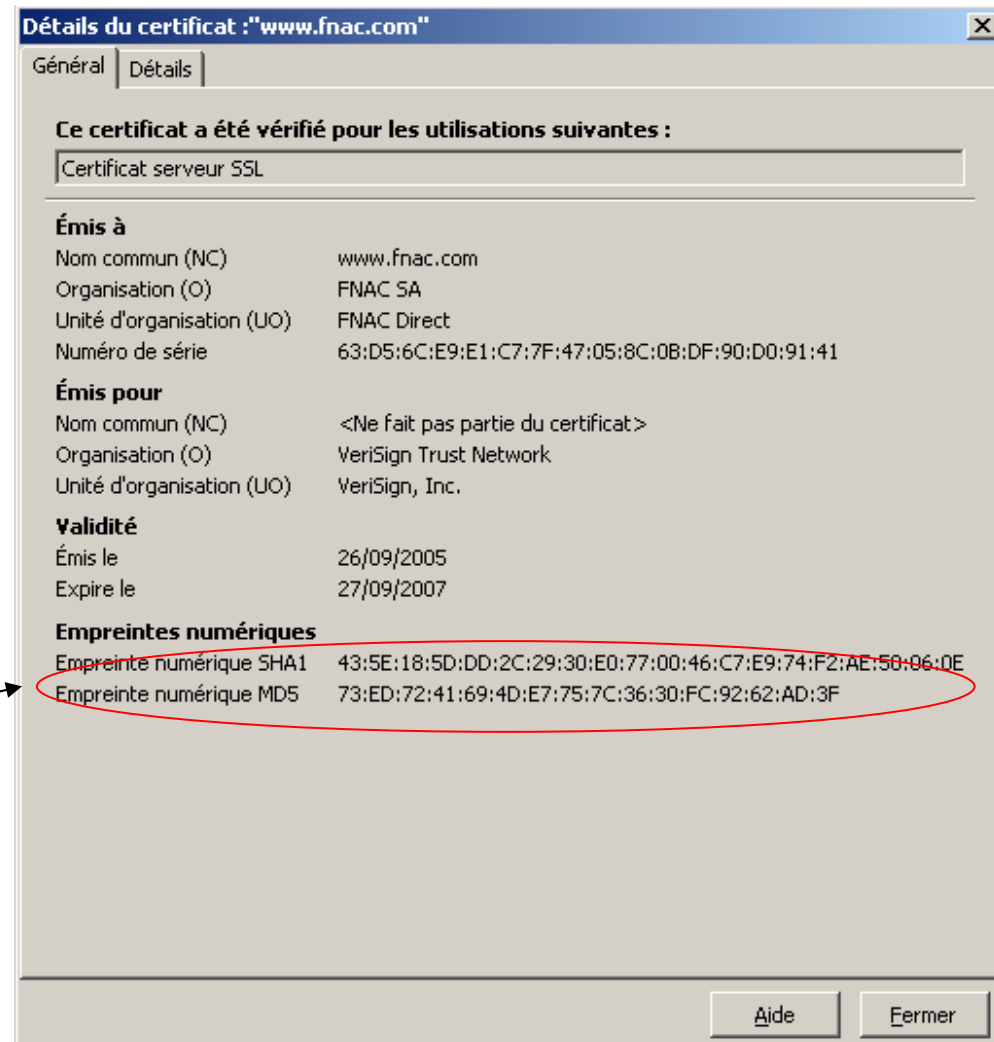 Détails du certificat :"www.fnac.com"
Général Détails
Ce certificat a été vérifié pour les utilisations suivantes :
Certificat serveur SSL
Émis à
Nom commun (NC) www.fnac.com
Organisation (O) FNAC SA
Unité d'organisation (UO) FNAC Direct
Numéro de série 63:D5:6C:E9:E1:C7:7F:47:05:8C:0B:DF:90:D0:91:41
Émis pour
Nom commun (NC) <Ne fait pas partie du certificat>
Organisation (O) VeriSign Trust Network
Unité d'organisation (UO) VeriSign, Inc.
Validité
Émis le 26/09/2005
Expire le 27/09/2007
Empreintes numériques
Empreinte numérique SHA1 43:5E:18:5D:DD:2C:29:30:E0:77:00:46:C7:E9:74:F2:AE:50:06:0E
Empreinte numérique MD5 73:ED:72:41:69:4D:E7:75:7C:36:30:FC:92:62:AD:3F
Aide Fermer